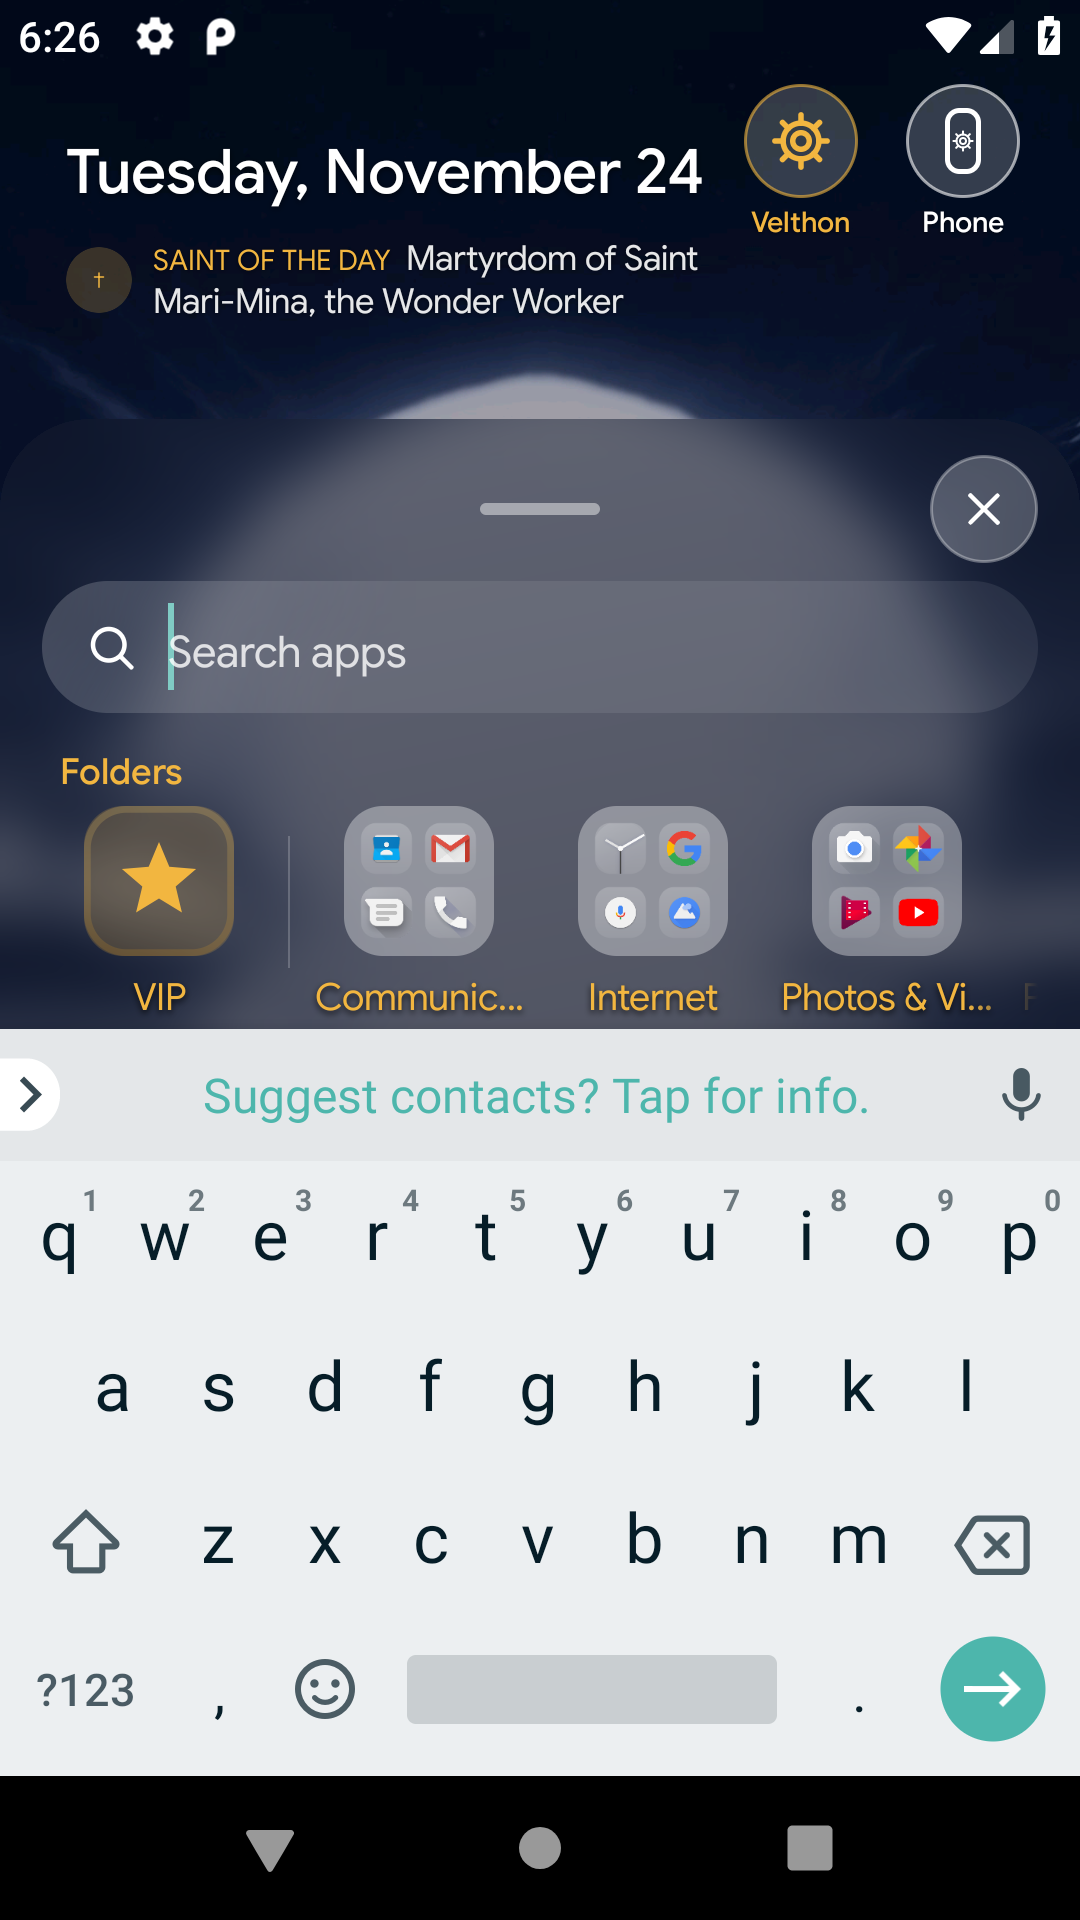 6:26
Tuesday, November 24
Velthon
Phone
SAINT OF THE DAY Martyrdom of Saint
Mari-Mina, the Wonder Worker
Search apps
Folders
VIP
Communic...
Internet
Photos & Vi...
Suggest contacts? Tap for info.
1 2 3 4 5 6 7 8 9 0
q w e r t y u i o p
a s d f g h j k l
z x c v b n m
?123 , .